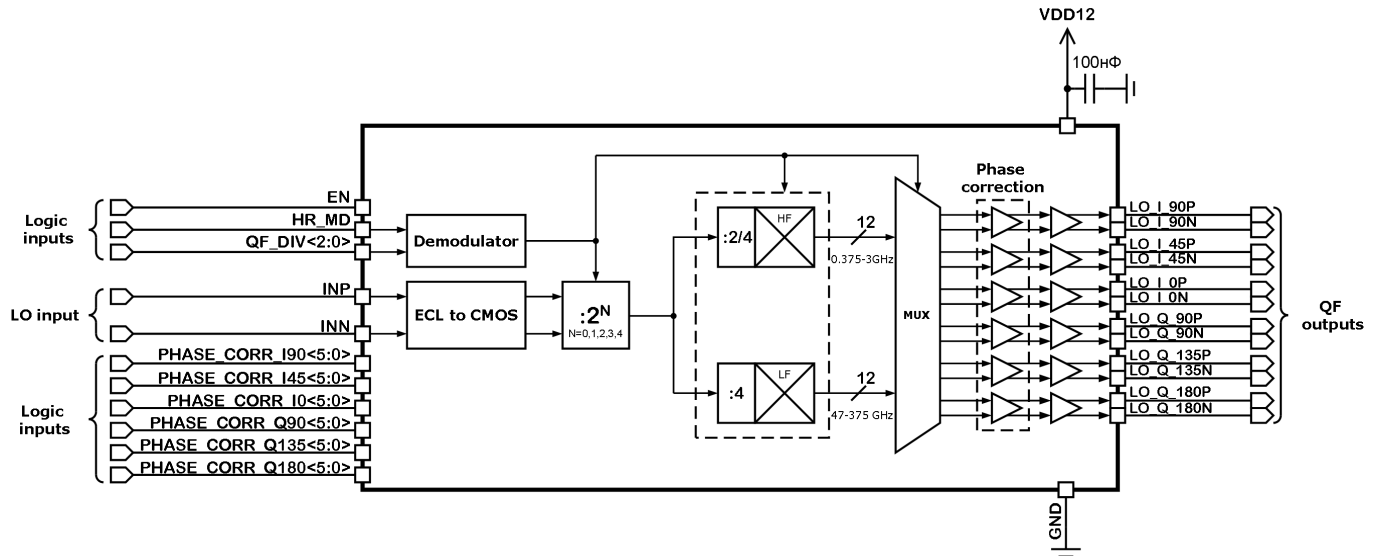 VDD12
100нФ
Logic
inputs
EN
HR_MD
QF_DIV<2:0>
LO input
INP
INN
Logic
inputs
PHASE_CORR_I90<5:0>
PHASE_CORR_I45<5:0>
PHASE_CORR_I0<5:0>
PHASE_CORR_Q90<5:0>
PHASE_CORR_Q135<5:0>
PHASE_CORR_Q180<5:0>
Demodulator
ECL to CMOS
:2N
N=0,1,2,3,4
:2/4
HF
12
0.375-3GHz
:4
LF
12
47-375 GHz
MUX
Phase
correction
LO_I_90P
LO_I_90N
LO_I_45P
LO_I_45N
LO_I_0P
LO_I_0N
LO_Q_90P
LO_Q_90N
LO_Q_135P
LO_Q_135N
LO_Q_180P
LO_Q_180N
QF
outputs
GND